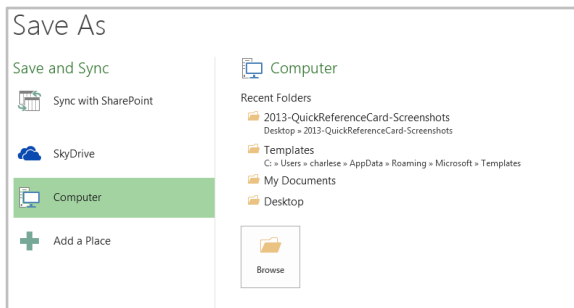 Save As
Save and Sync
Sync with SharePoint
SkyDrive
Computer
Add a Place
Computer
Recent Folders
2013-QuickReferenceCard-Screenshots
Desktop » 2013-QuickReferenceCard-Screenshots
Templates
C: » Users » charlese » AppData » Roaming » Microsoft » Templates
My Documents
Desktop
Browse